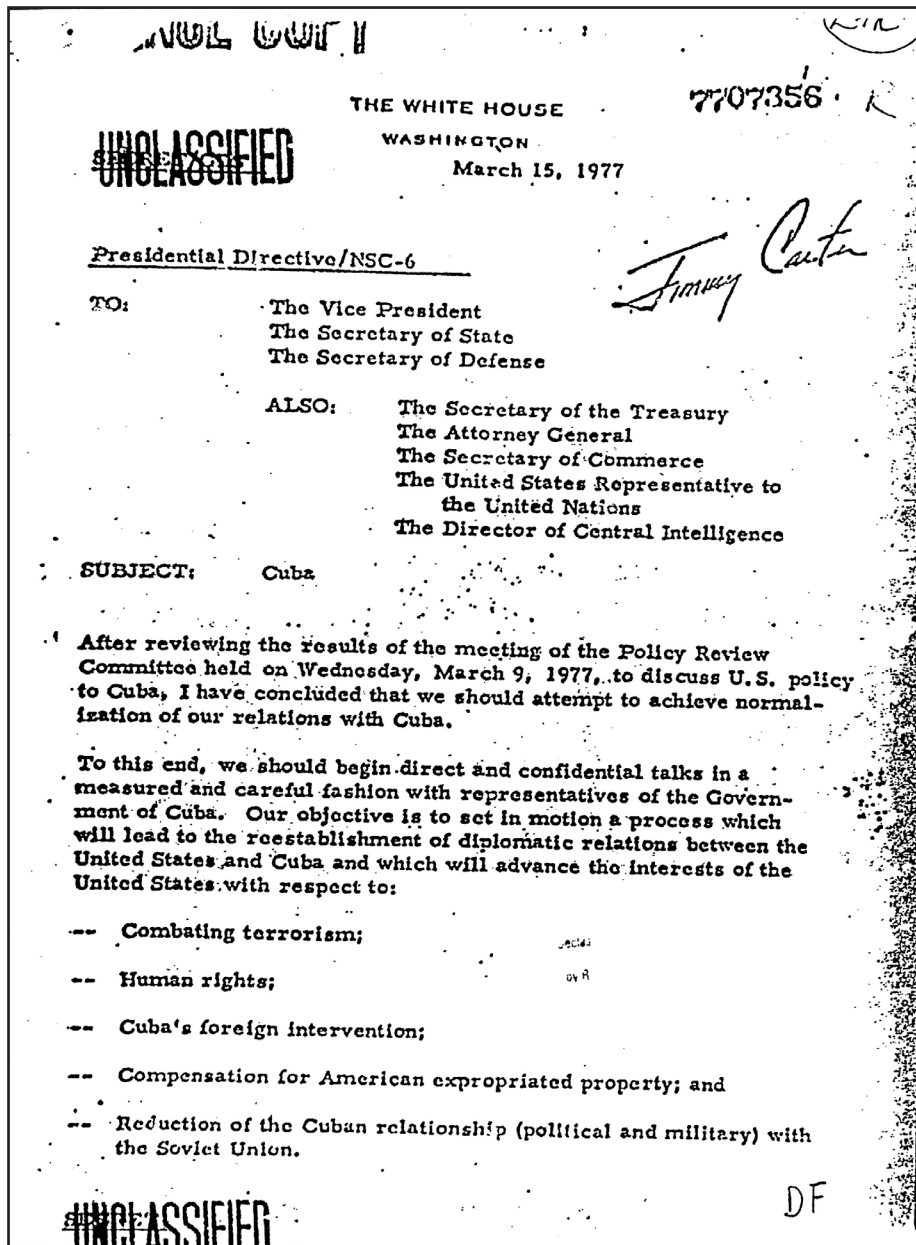 7707356
THE WHITE HOUSE
WASHINGTON
UNCLASSIFIED
March 15, 1977
Jimmy Carter
Presidential Directive/NSC-6
TO: The Vice President
The Secretary of State
The Secretary of Defense
ALSO: The Secretary of the Treasury
The Attorney General
The Secretary of Commerce
The United States Representative to
the United Nations
The Director of Central Intelligence
SUBJECT: Cuba
After reviewing the results of the meeting of the Policy Review
Committee held on Wednesday, March 9, 1977, to discuss U.S. policy
to Cuba, I have concluded that we should attempt to achieve normal-
ization of our relations with Cuba.
To this end, we should begin direct and confidential talks in a
measured and careful fashion with representatives of the Govern-
ment of Cuba. Our objective is to set in motion a process which
will lead to the reestablishment of diplomatic relations between the
United States and Cuba and which will advance the interests of the
United States with respect to:
-- Combating terrorism;
-- Human rights;
-- Cuba's foreign intervention;
-- Compensation for American expropriated property; and
-- Reduction of the Cuban relationship (political and military) with
the Soviet Union.
DF
UNCLASSIFIED